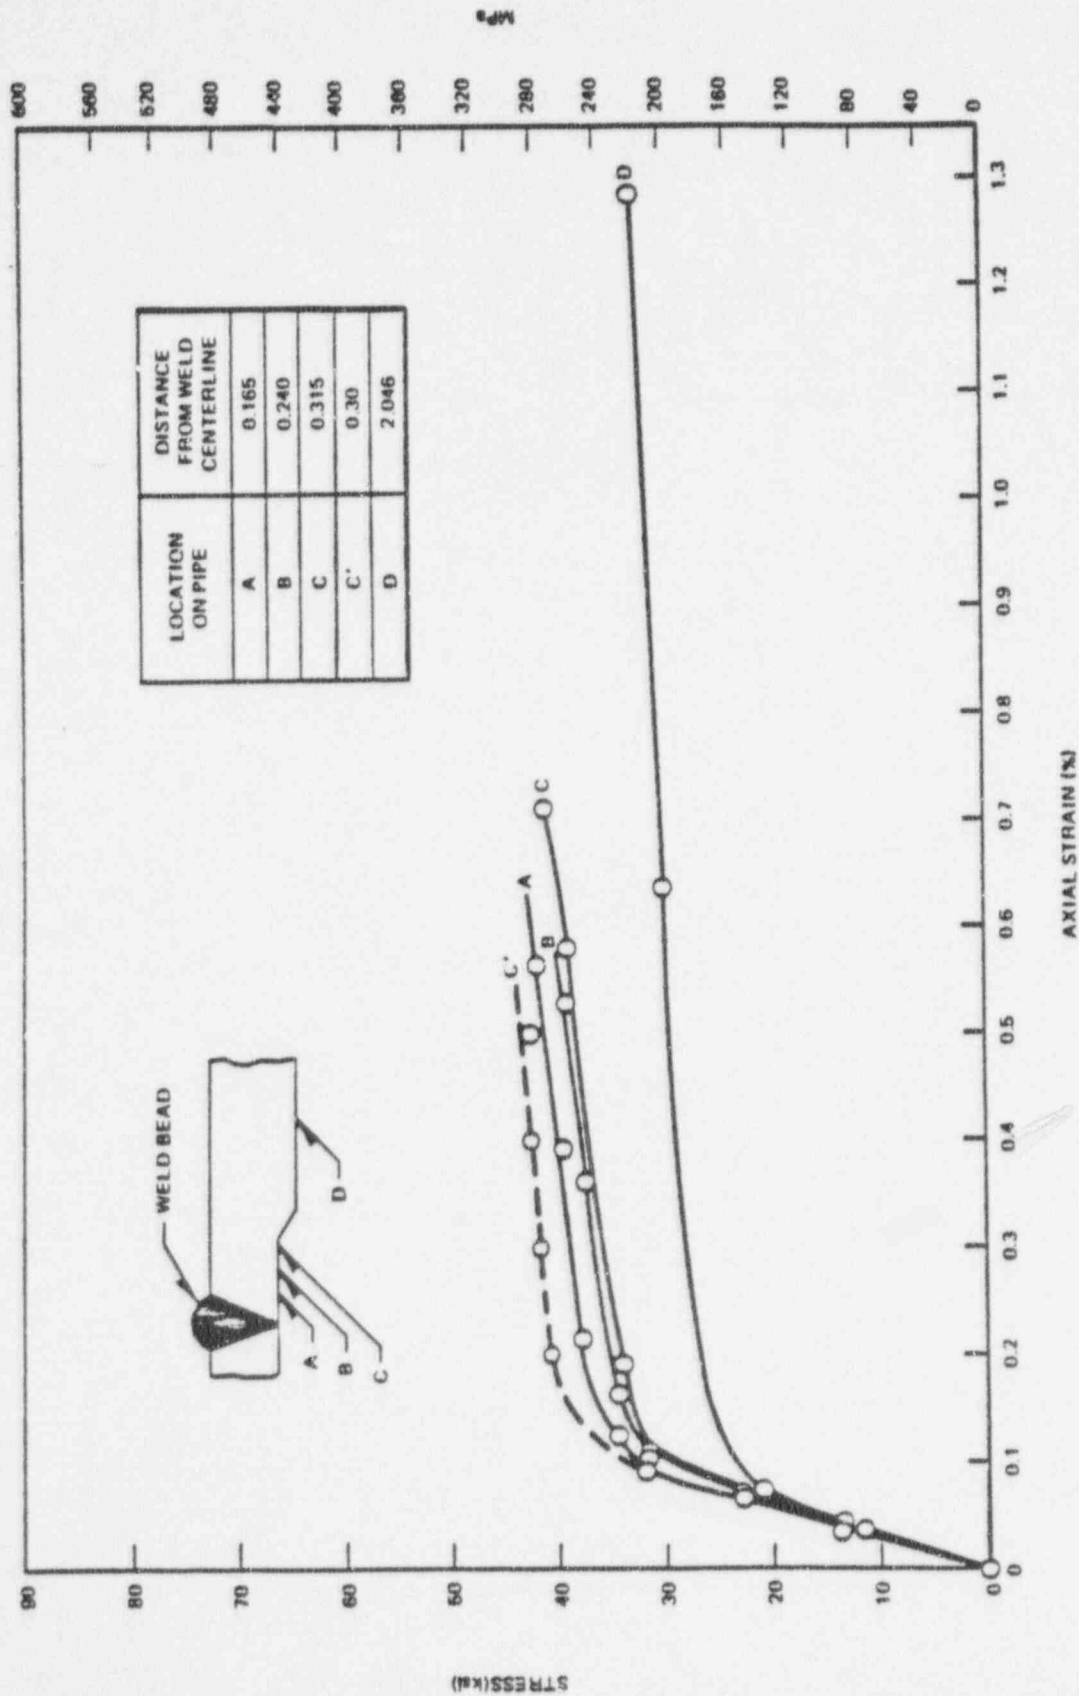 STRESS (ksi)
90
80
70
60
50
40
30
20
10
0
MPa
600
560
520
480
440
400
360
320
280
240
200
160
120
80
40
0
WELD BEAD
A
B
C
D
LOCATION ON PIPE
DISTANCE FROM WELD CENTERLINE
A 0.165
B 0.240
C 0.315
C' 0.30
D 2.046
C'
A
B
C
D
0
0.1
0.2
0.3
0.4
0.5
0.6
0.7
0.8
0.9
1.0
1.1
1.2
1.3
AXIAL STRAIN (%)